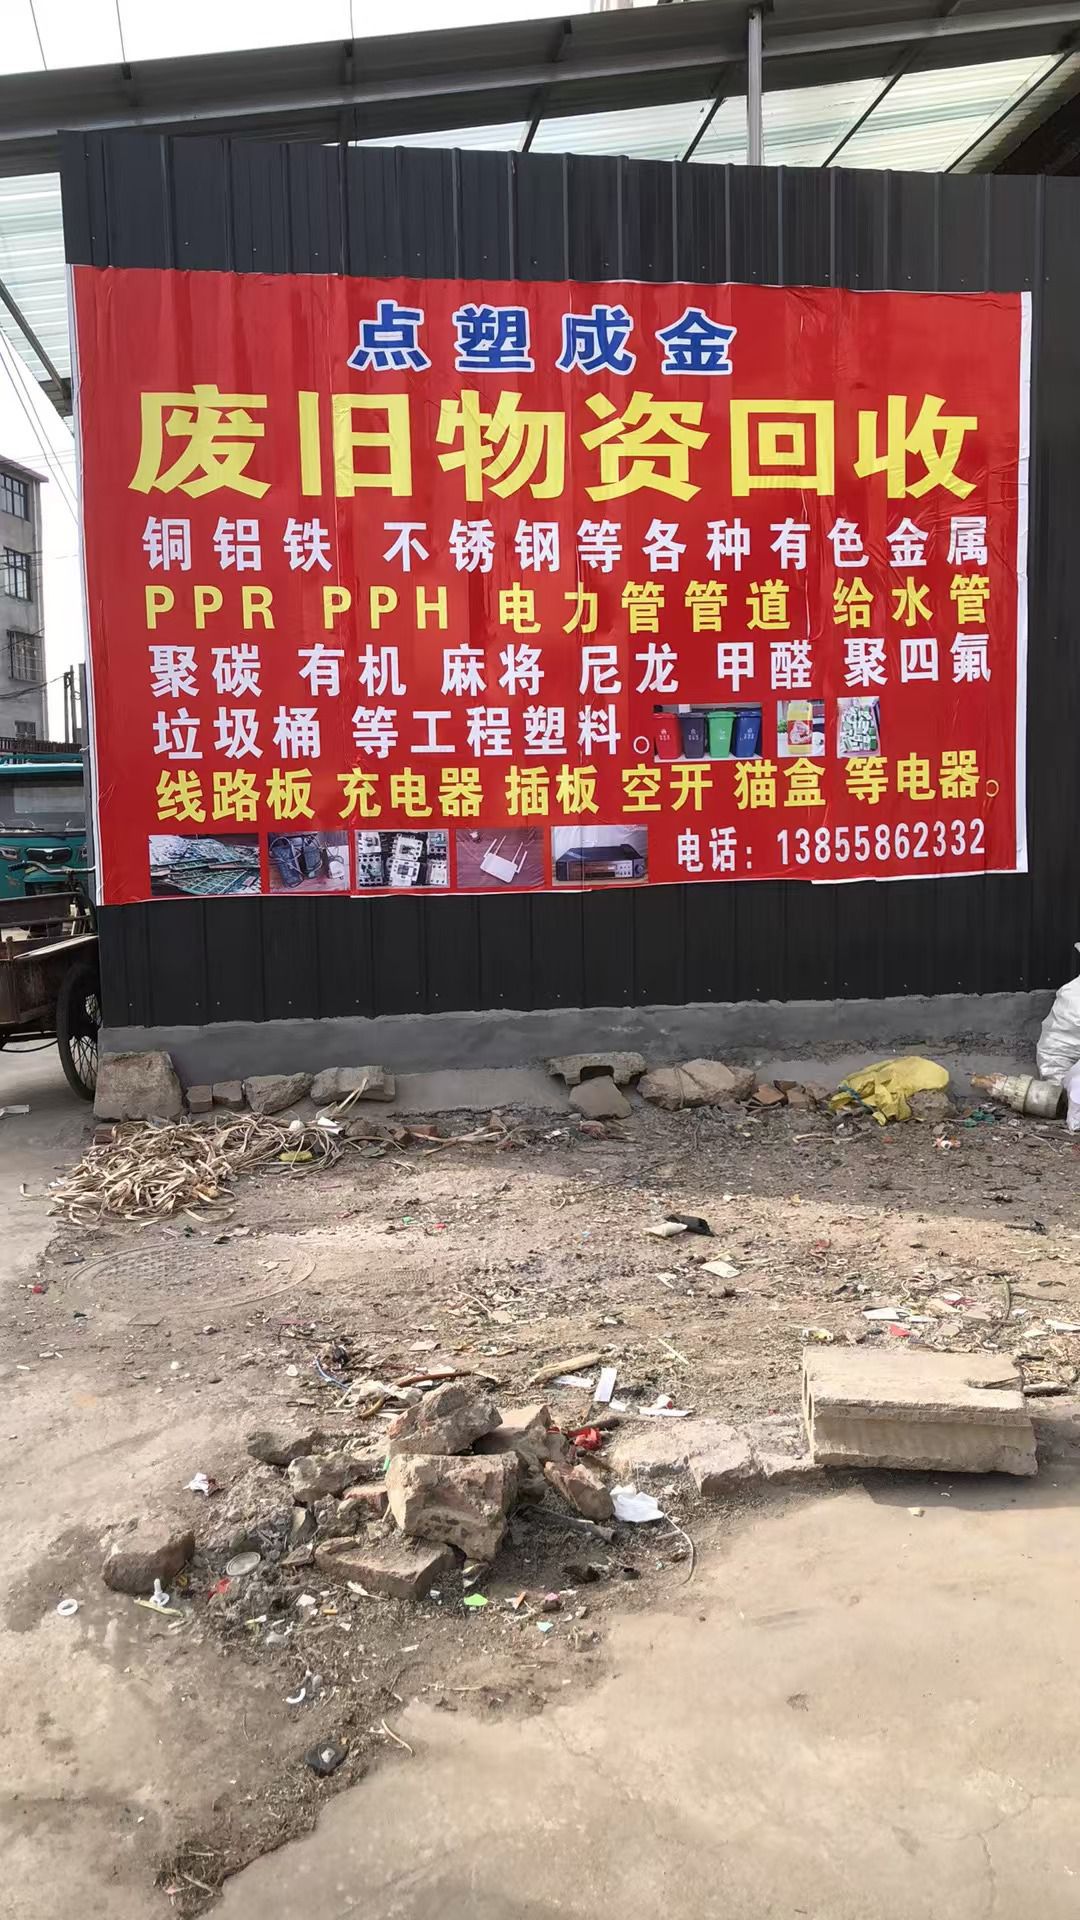 点塑成金
废旧物资回收
铜铝铁 不锈钢等各种有色金属
PPR PPH 电力管管道 给水管
聚碳 有机 麻将 尼龙 甲醛 聚四氟
垃圾桶 等工程塑料。
线路板 充电器 插板 空开 猫盒 等电器。
电话：13855862332